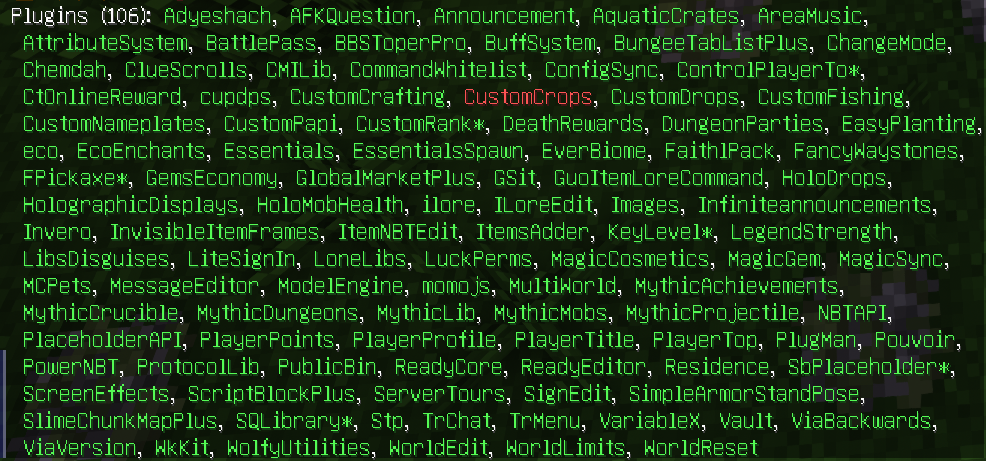 Plugins (106): Adyeshach, AFKQuestion, Announcement, AquaticCrates, AreaMusic,
AttributeSystem, BattlePass, BBSToperPro, BuffSystem, BungeeTabListPlus, ChangeMode,
Chemdah, ClueScrolls, CMILib, CommandWhitelist, ConfigSync, ControlPlayerTo*,
CtOnlineReward, cupdps, CustomCrafting, CustomCrops, CustomDrops, CustomFishing,
CustomNameplates, CustomPapi, CustomRank*, DeathRewards, DungeonParties, EasyPlanting,
eco, EcoEnchants, Essentials, EssentialsSpawn, EverBiome, FaithlPack, FancyWaystones,
FPickaxe*, GemsEconomy, GlobalMarketPlus, GSit, GuoItemLoreCommand, HoloDrops,
HolographicDisplays, HoloMobHealth, ilore, ILoreEdit, Images, Infiniteannouncements,
Invero, InvisibleItemFrames, ItemNBTEdit, ItemsAdder, KeyLevel*, LegendStrength,
LibsDisguises, LiteSignIn, LoneLibs, LuckPerms, MagicCosmetics, MagicGem, MagicSync,
MCPets, MessageEditor, ModelEngine, momojs, MultiWorld, MythicAchievements,
MythicCrucible, MythicDungeons, MythicLib, MythicMobs, MythicProjectile, NBTAPI,
PlaceholderAPI, PlayerPoints, PlayerProfile, PlayerTitle, PlayerTop, PlugMan, Pouvoir,
PowerNBT, ProtocolLib, PublicBin, ReadyCore, ReadyEditor, Residence, SbPlaceholder*,
ScreenEffects, ScriptBlockPlus, ServerTours, SignEdit, SimpleArmorStandPose,
SlimeChunkMapPlus, SQLibrary*, Stp, TrChat, TrMenu, VariableX, Vault, ViaBackwards,
ViaVersion, WkKit, WolfyUtilities, WorldEdit, WorldLimits, WorldReset